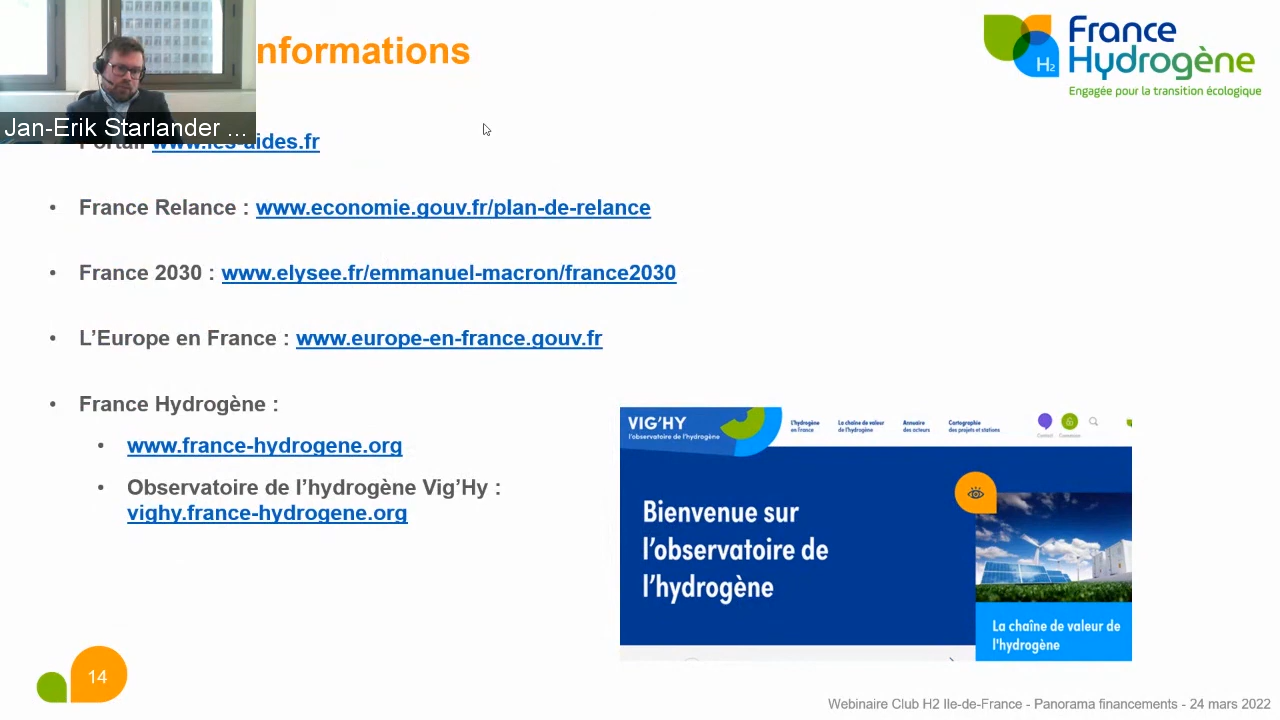 nformations
France
Hydrogène
H2
Engagée pour la transition écologique
Jan-Erik Starlander ...
Portail www.les-aides.fr
• France Relance : www.economie.gouv.fr/plan-de-relance
• France 2030 : www.elysee.fr/emmanuel-macron/france2030
• L’Europe en France : www.europe-en-france.gouv.fr
• France Hydrogène :
• www.france-hydrogene.org
• Observatoire de l’hydrogène Vig’Hy :
vighy.france-hydrogene.org
VIG'HY
l'observatoire de l'hydrogène
L'hydrogène
en France
La chaîne de valeur
de l'hydrogène
Annuaire
des acteurs
Cartographie
des projets et stations
Contact
Bienvenue sur
l’observatoire de
l’hydrogène
La chaîne de valeur de
l'hydrogène
14
Webinaire Club H2 Ile-de-France - Panorama financements - 24 mars 2022